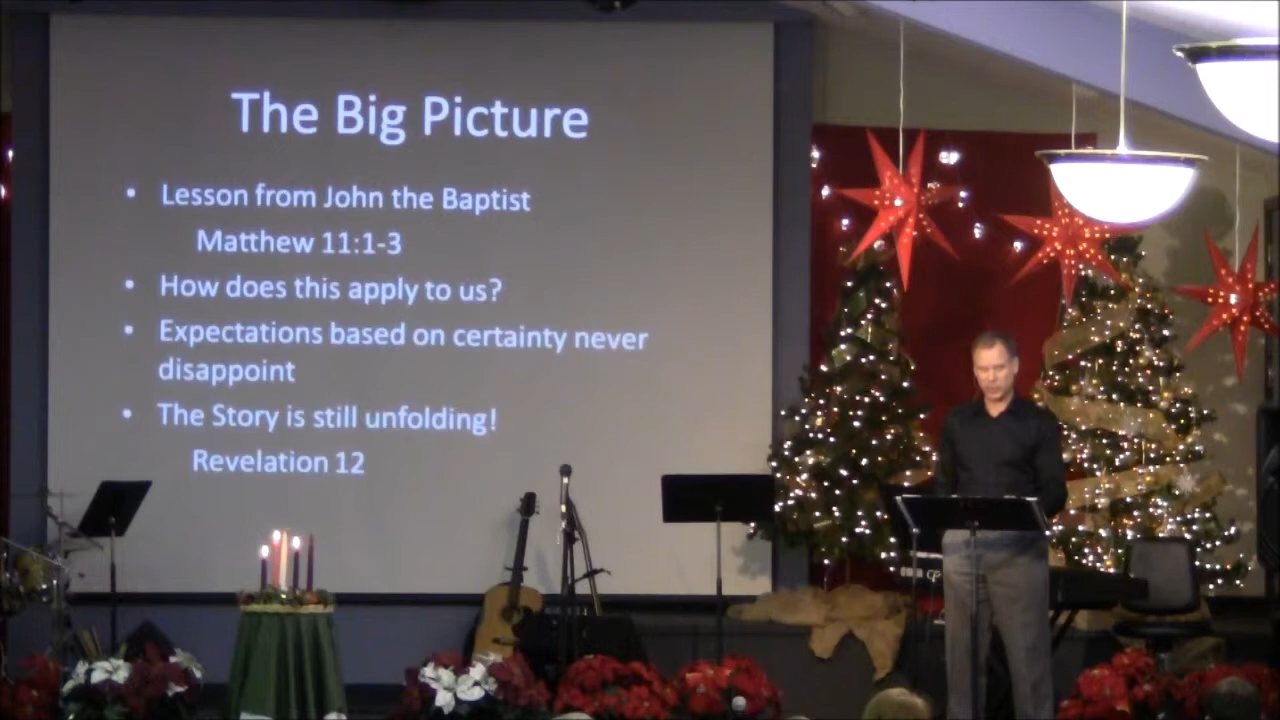 The Big Picture
• Lesson from John the Baptist
Matthew 11:1-3
• How does this apply to us?
• Expectations based on certainty never
disappoint
• The Story is still unfolding!
Revelation 12
CP